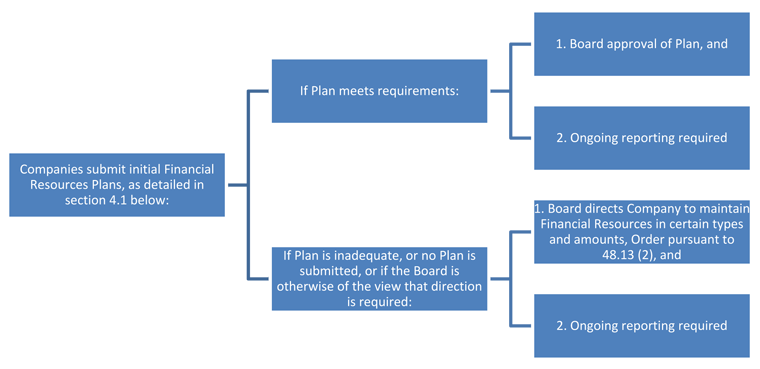 Companies submit initial Financial
Resources Plans, as detailed in
section 4.1 below:
If Plan meets requirements:
1. Board approval of Plan, and
2. Ongoing reporting required
If Plan is inadequate, or no Plan is
submitted, or if the Board is
otherwise of the view that direction
is required:
1. Board directs Company to maintain
Financial Resources in certain types
and amounts, Order pursuant to
48.13 (2), and
2. Ongoing reporting required